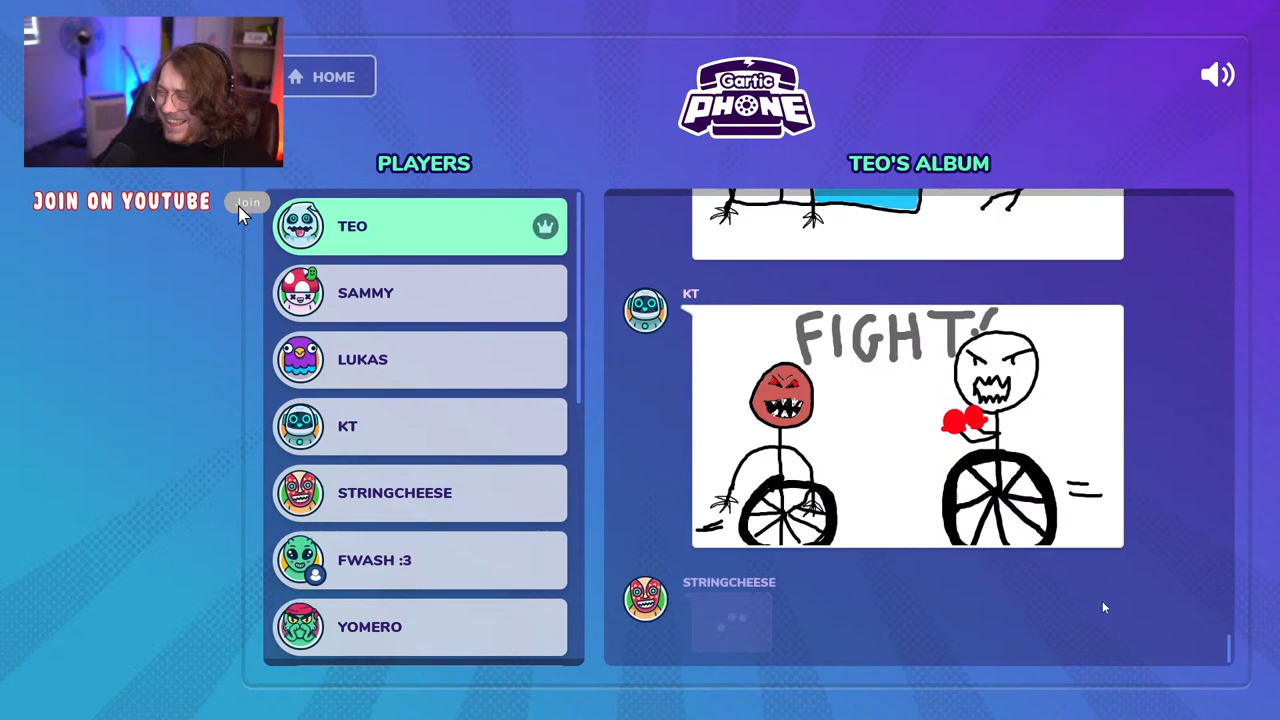 HOME
Gartic
PHONE
PLAYERS
TEO'S ALBUM
JOIN ON YOUTUBE
Join
TEO
SAMMY
LUKAS
KT
STRINGCHEESE
FWASH :3
YOMERO
KT
FIGHT!
STRINGCHEESE